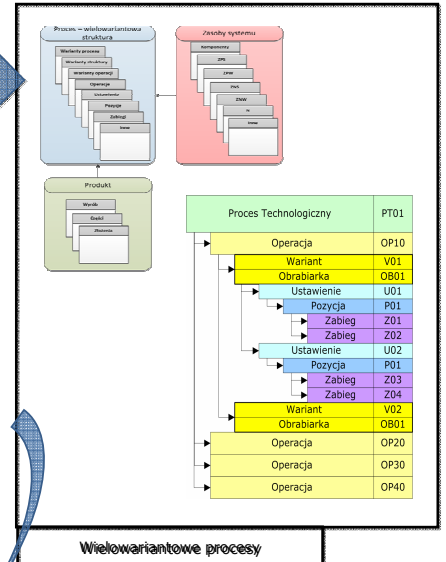 Proces – wielowariantowa
struktura
Warianty procesu
Warianty struktury
Warianty operacji
Operacje
Ustawienia
Pozycje
Zabiegi
Inne
Zasoby systemu
Komponenty
ZPS
ZPW
ZNW
Inne
Produkt
Wyrób
Części
Złożenia
Proces Technologiczny PT01
Operacja OP10
Wariant V01
Obrabiarka OB01
Ustawienie U01
Pozycja P01
Zabieg Z01
Zabieg Z02
Ustawienie U02
Pozycja P01
Zabieg Z03
Zabieg Z04
Wariant V02
Obrabiarka OB01
Operacja OP20
Operacja OP30
Operacja OP40
Wielowariantowe procesy